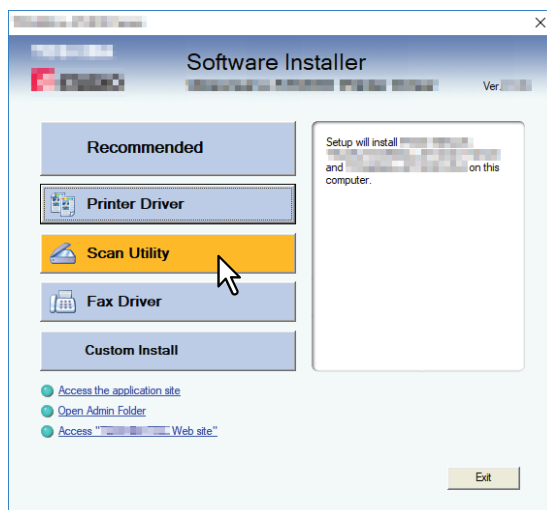 Software Installer
Ver.
Recommended
Printer Driver
Scan Utility
Fax Driver
Custom Install
Setup will install
and on this
computer.
Access the application site
Open Admin Folder
Access " Web site"
Exit